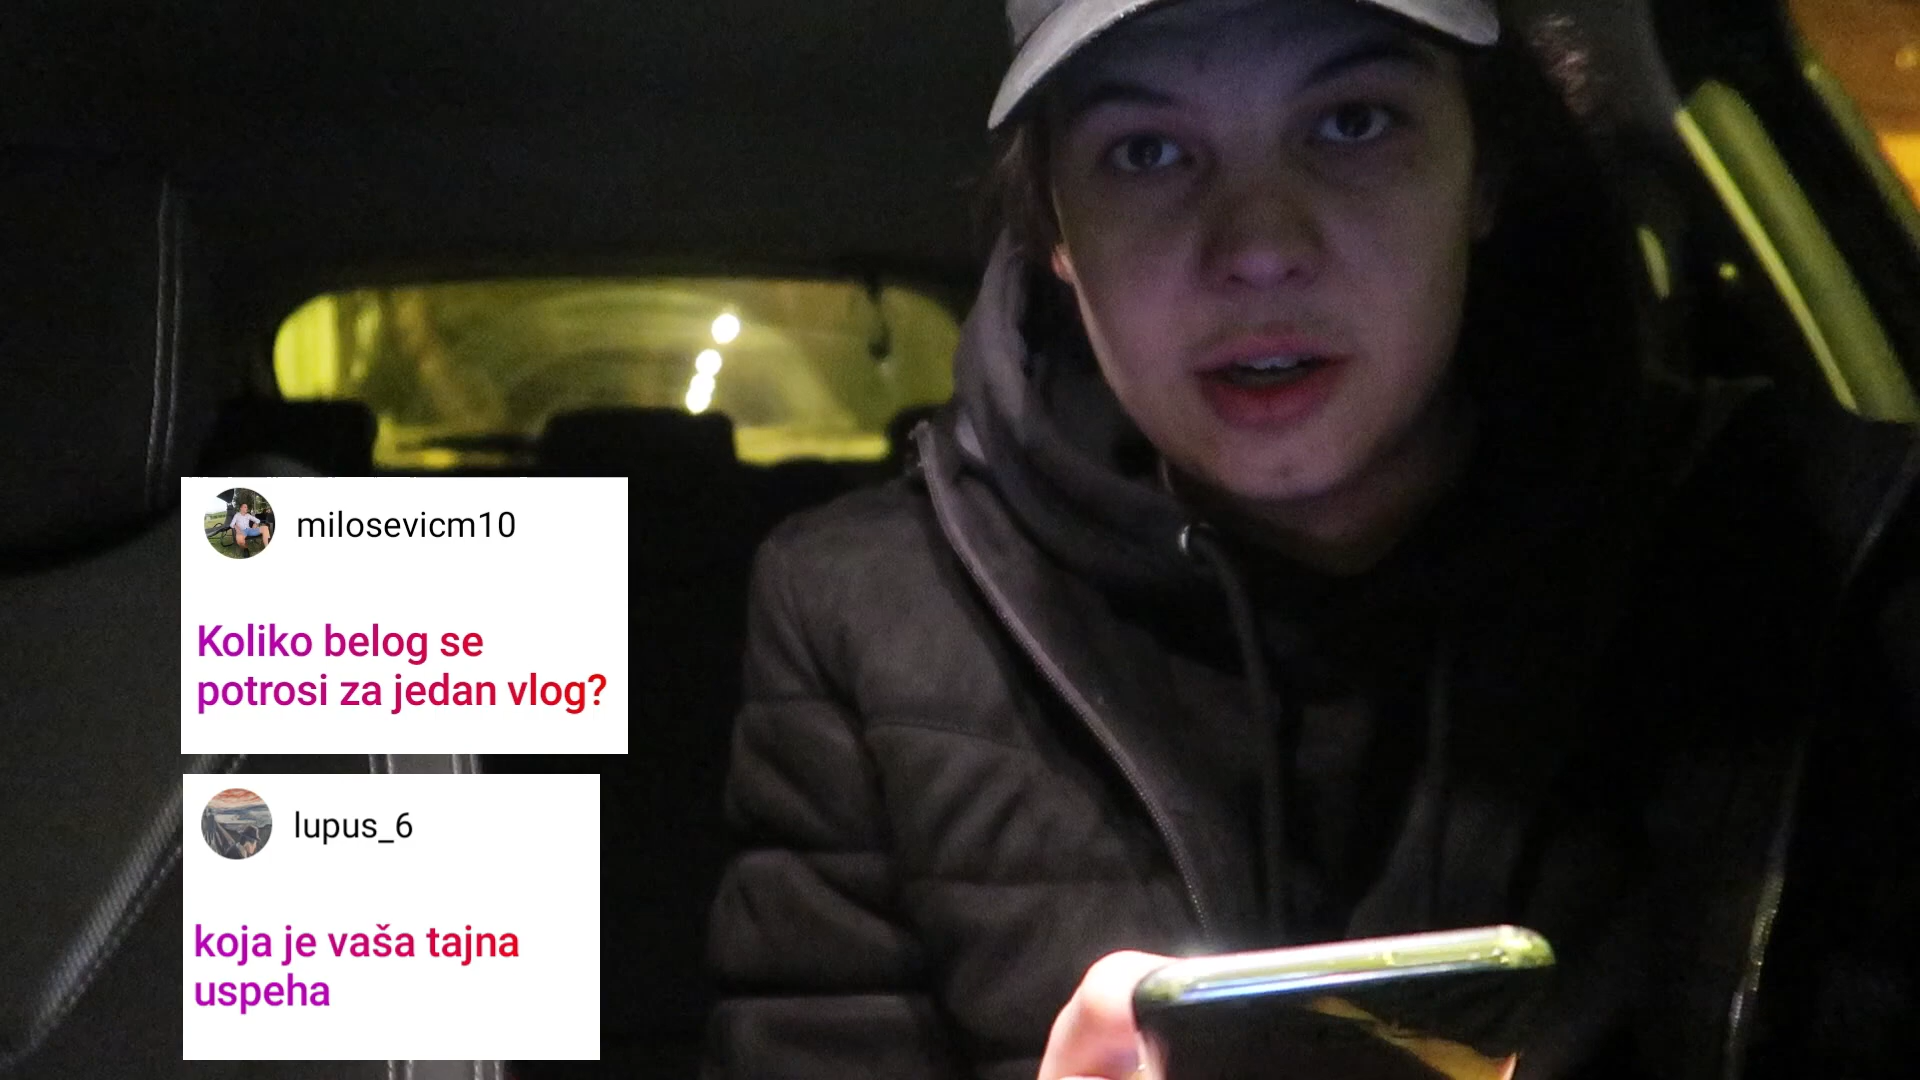 milosevicm10
Koliko belog se
potrosi za jedan vlog?
lupus_6
koja je vaša tajna
uspeha